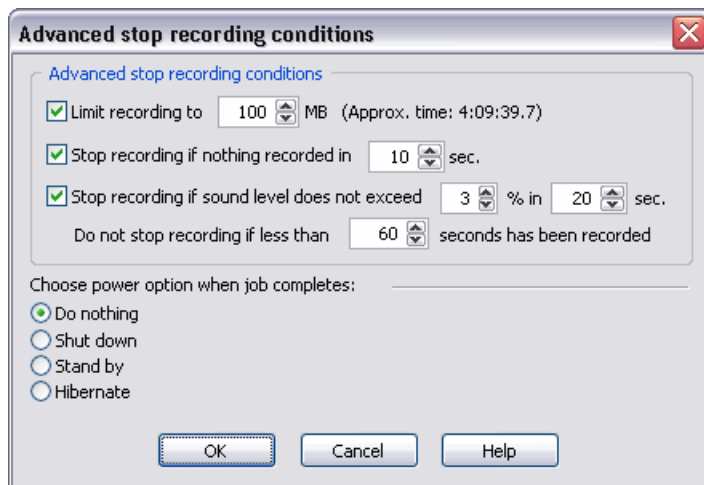 Advanced stop recording conditions
Advanced stop recording conditions
Limit recording to 100 MB (Approx. time: 4:09:39.7)
Stop recording if nothing recorded in 10 sec.
Stop recording if sound level does not exceed 3 % in 20 sec.
Do not stop recording if less than 60 seconds has been recorded
Choose power option when job completes:
Do nothing
Shut down
Stand by
Hibernate
OK Cancel Help